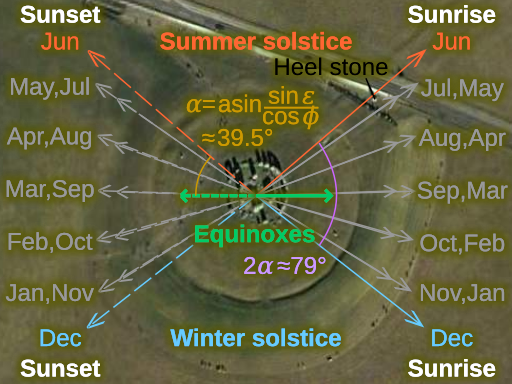 Sunset
Sunrise
Jun
Summer solstice
Jun
Heel stone
May,Jul
Jul,May
α=asin sin ε
cos ϕ
≈39.5°
Apr,Aug
Aug,Apr
Mar,Sep
Sep,Mar
Equinoxes
Feb,Oct
Oct,Feb
2α≈79°
Jan,Nov
Nov,Jan
Dec
Winter solstice
Dec
Sunset
Sunrise